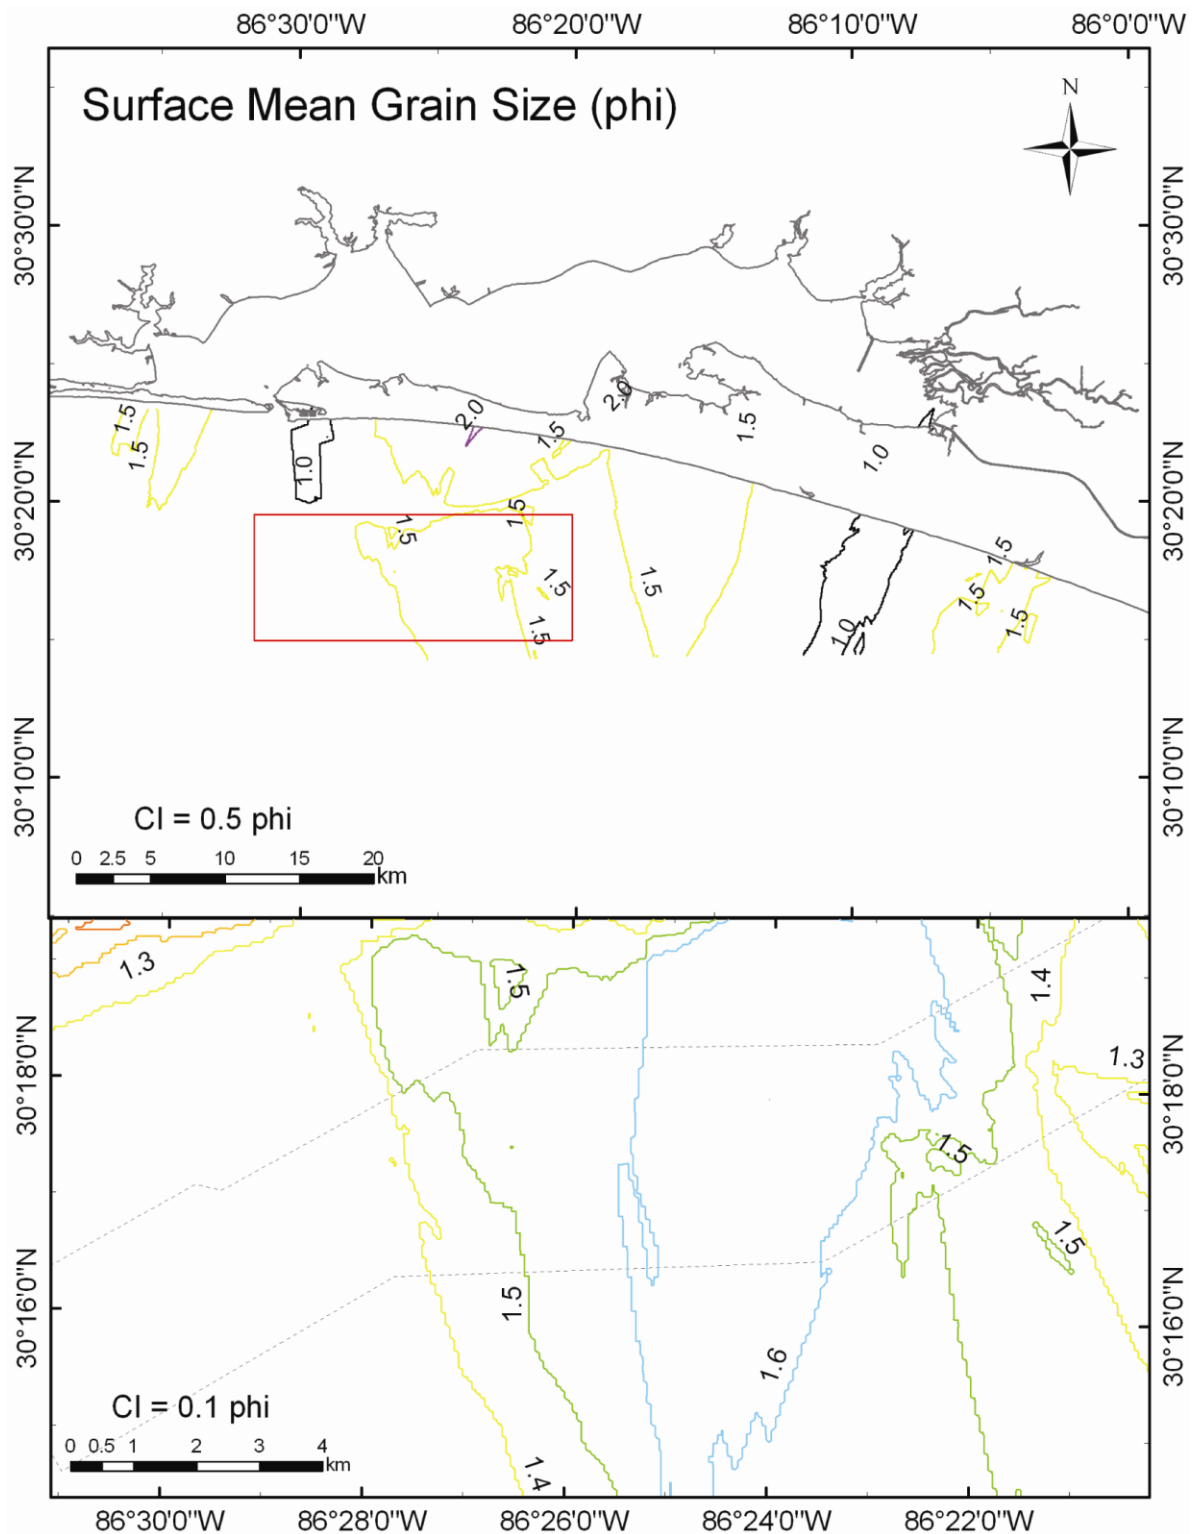 86°30'0"W 86°20'0"W 86°10'0"W 86°0'0"W
Surface Mean Grain Size (phi)
N
30°30'0"N 30°30'0"N
2.0
2.0
1.5
1.5
1.5
1.5
1.0
1.0
30°20'0"N 30°20'0"N
1.5
1.5
1.5
1.5
1.5
1.5
1.5
1.5
1.0
1.5
30°10'0"N 30°10'0"N
CI = 0.5 phi
0 2.5 5 10 15 20
km
1.3
1.5
1.4
1.3
30°18'0"N 30°18'0"N
1.5
1.5
1.5
30°16'0"N 30°16'0"N
1.6
CI = 0.1 phi
0 0.5 1 2 3 4
km
1.4
86°30'0"W 86°28'0"W 86°26'0"W 86°24'0"W 86°22'0"W